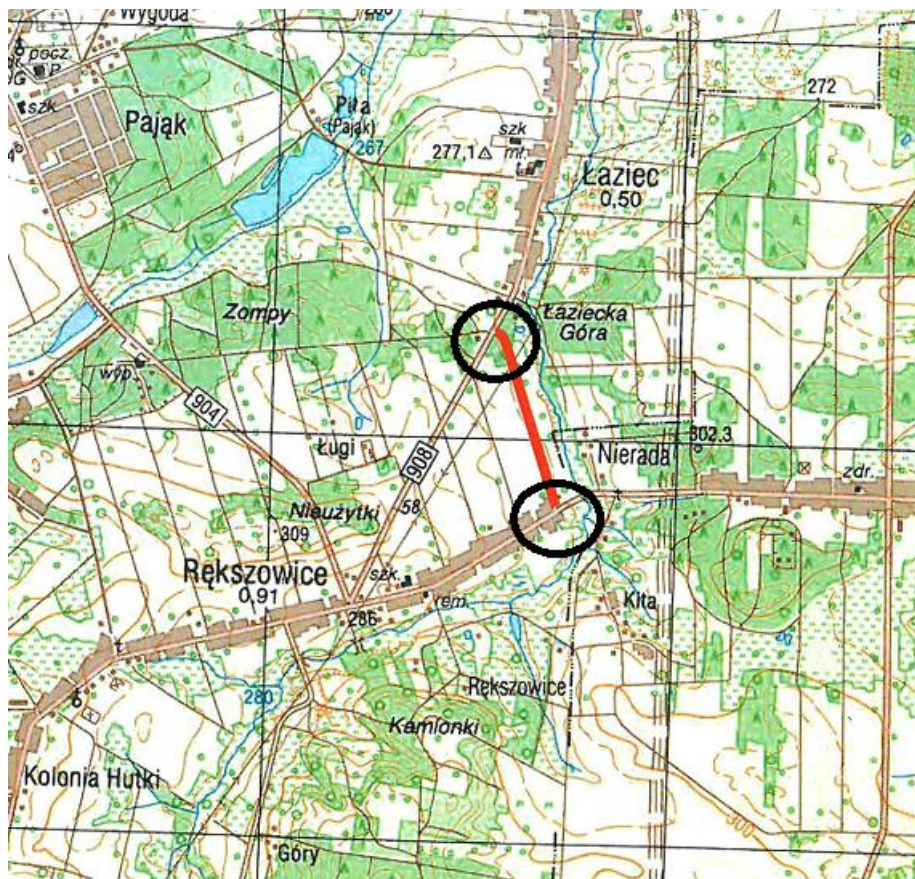 Wygoda
pocz.
P
szk
Pająk
Piła
(Pająk)
267
272
szk
277,1
mł.
Łaziec
0,50
Zompy
Łaziecka
Góra
wyp.
904
908
Ługi
302,3
Nierada
zdr.
Nieużytki
309
58
Rększowice
0,91
szk.
rem.
286
Kita
280
Rększowice
Kamionki
Kolonia Hutki
300
Góry